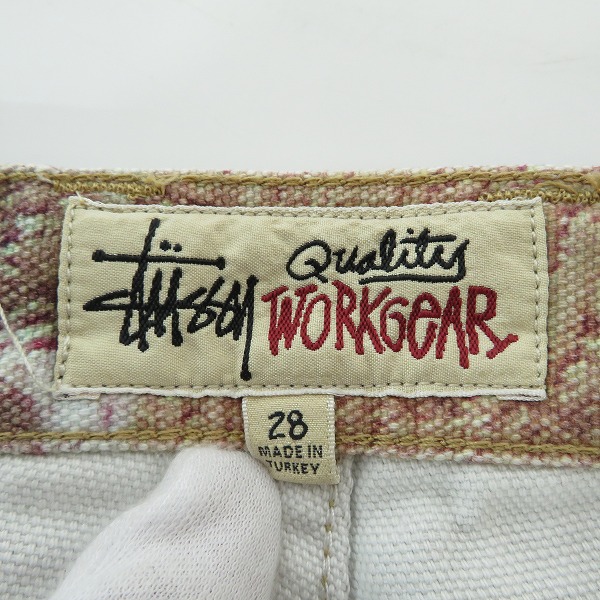 Stüssy
Quality
WORKGEAR
28
MADE IN
TURKEY